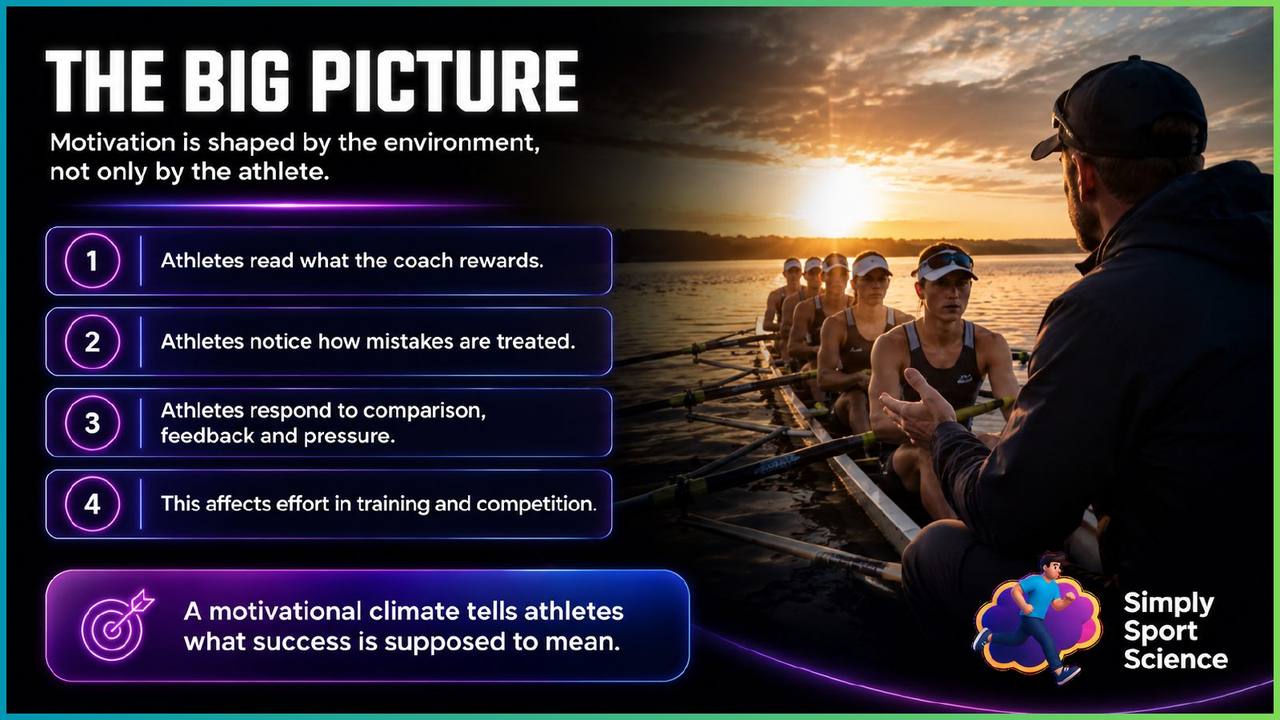 THE BIG PICTURE
Motivation is shaped by the environment,
not only by the athlete.
1
Athletes read what the coach rewards.
2
Athletes notice how mistakes are treated.
3
Athletes respond to comparison,
feedback and pressure.
4
This affects effort in training and competition.
A motivational climate tells athletes
what success is supposed to mean.
Simply
Sport
Science